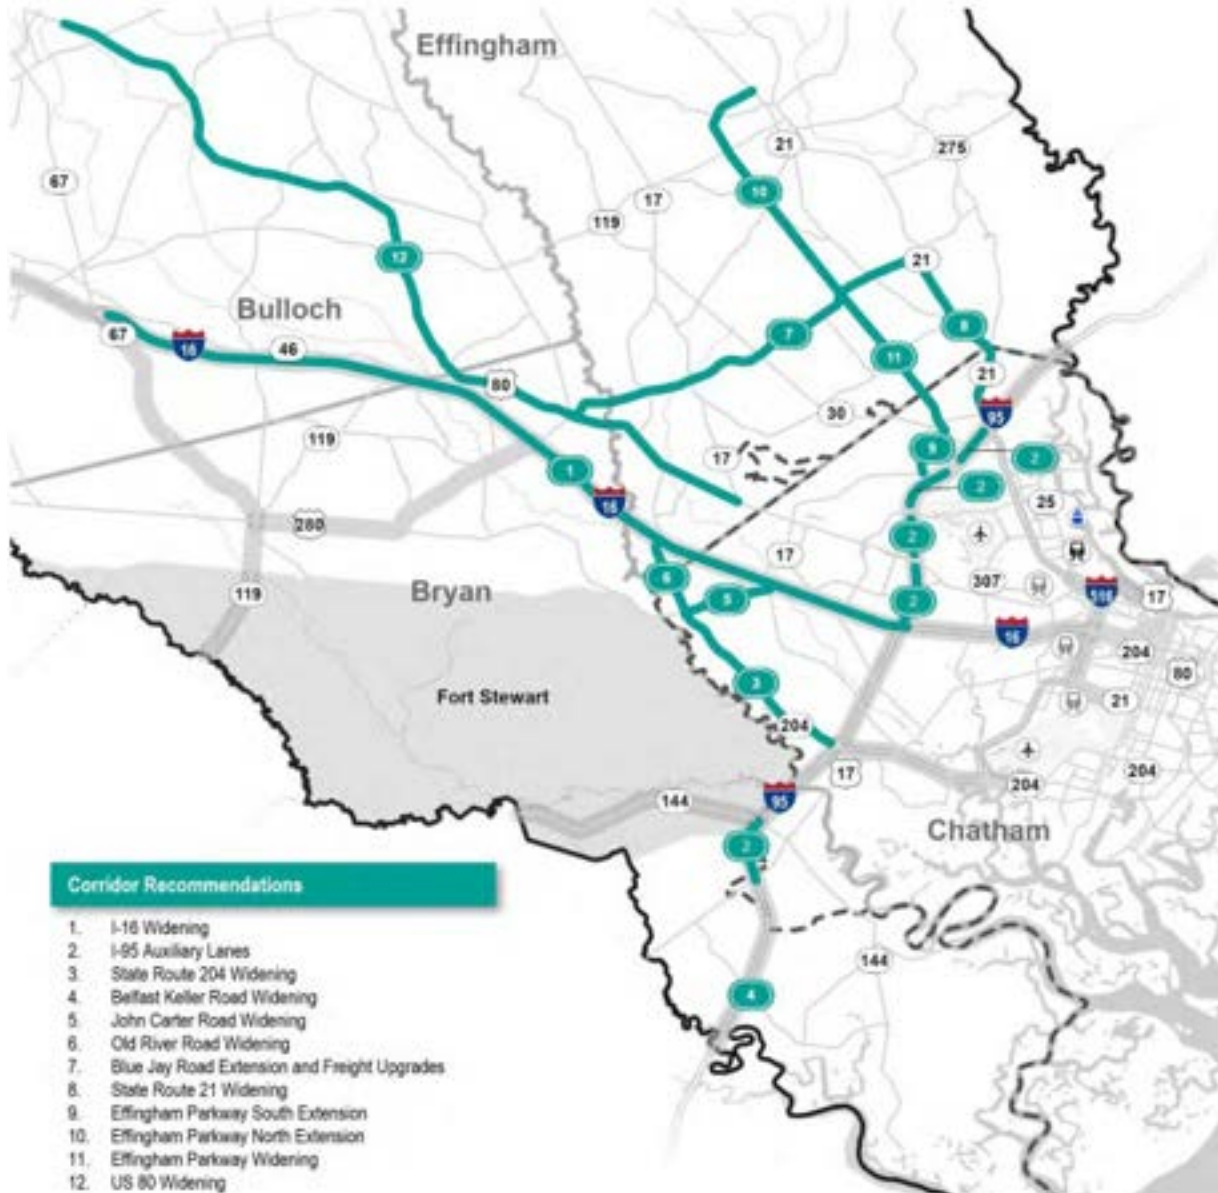 Effingham
21
275
10
67
17
119
12
21
Bulloch
8
67
16
46
7
11
21
80
30
95
119
9
2
17
1
2
25
16
280
2
17
6
307
Bryan
119
5
2
516
17
16
204
80
3
Fort Stewart
21
204
17
204
204
95
144
Chatham
2
144
4
Corridor Recommendations
1. I-16 Widening
2. I-95 Auxiliary Lanes
3. State Route 204 Widening
4. Belfast Keller Road Widening
5. John Carter Road Widening
6. Old River Road Widening
7. Blue Jay Road Extension and Freight Upgrades
8. State Route 21 Widening
9. Effingham Parkway South Extension
10. Effingham Parkway North Extension
11. Effingham Parkway Widening
12. US 80 Widening